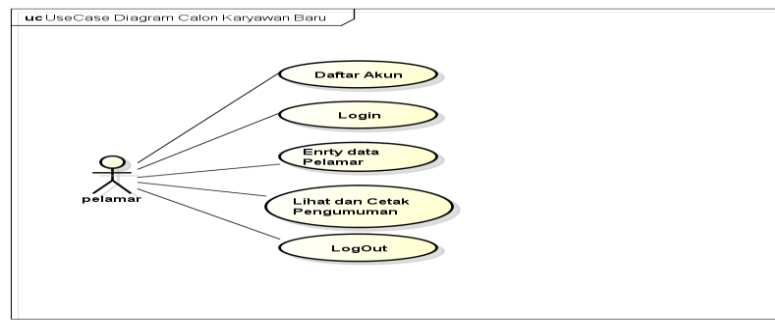 uc UseCase Diagram Calon Karyawan Baru
Daftar Akun
Login
Enrty data
Pelamar
pelamar
Lihat dan Cetak
Pengumuman
LogOut